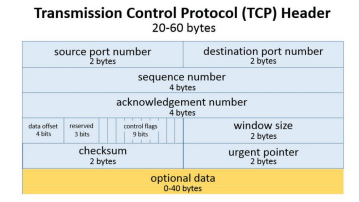 Transmission Control Protocol (TCP) Header
20-60 bytes
source port number
2 bytes
destination port number
2 bytes
sequence number
4 bytes
acknowledgement number
4 bytes
data offset
4 bits
reserved
3 bits
control flags
9 bits
window size
2 bytes
checksum
2 bytes
urgent pointer
2 bytes
optional data
0-40 bytes